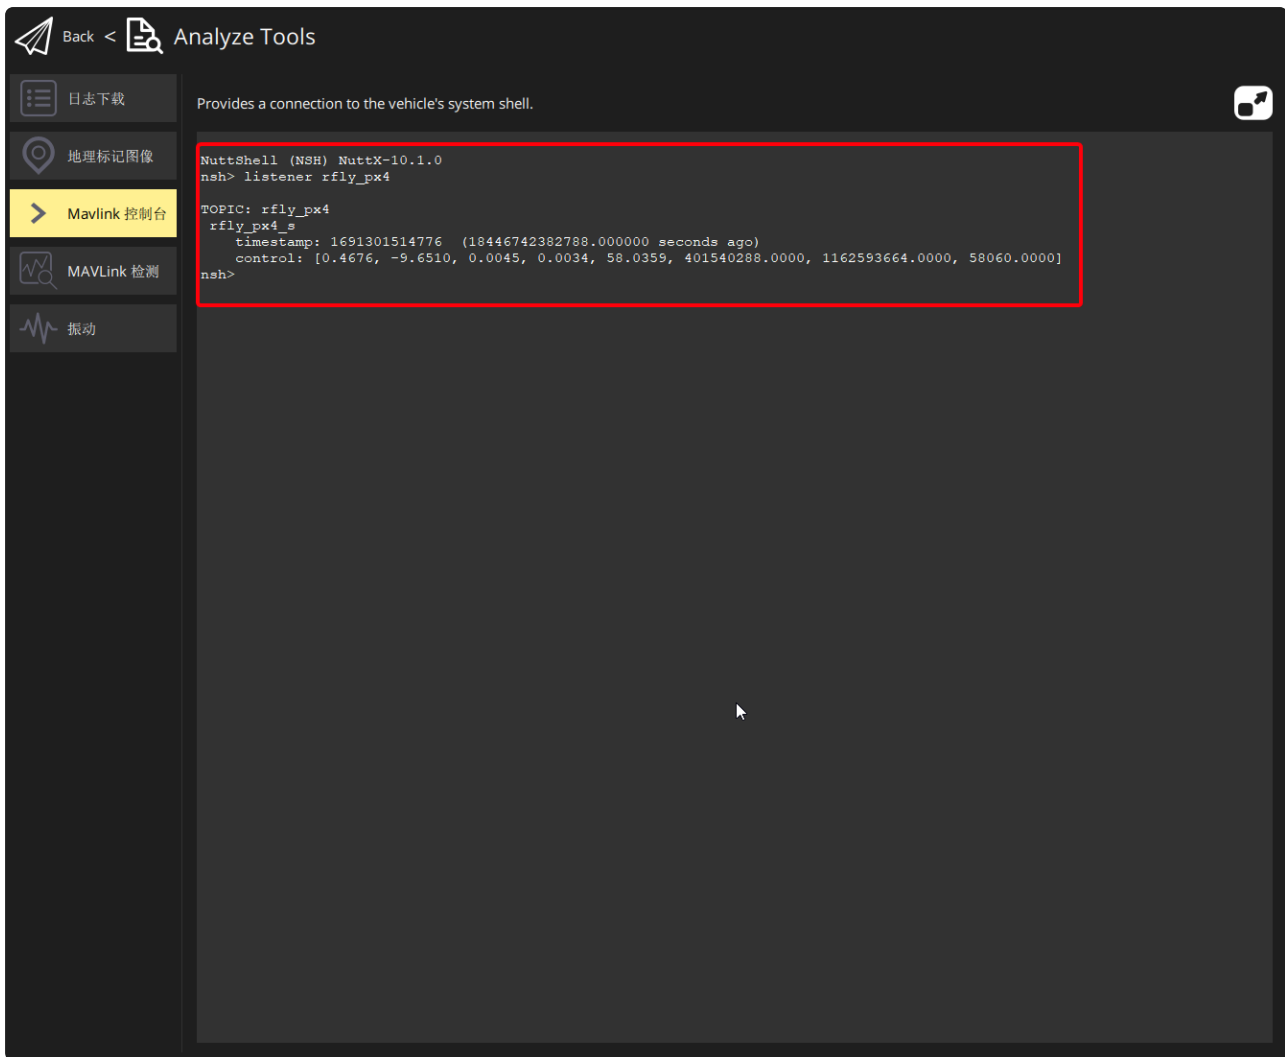 Back < Analyze Tools
日志下载
地理标记图像
Mavlink 控制台
MAVLink 检测
振动
Provides a connection to the vehicle's system shell.
NuttShell (NSH) NuttX-10.1.0
nsh> listener rfly_px4
TOPIC: rfly_px4
rfly_px4_s
timestamp: 1691301514776  (18446742382788.000000 seconds ago)
control: [0.4676, -9.6510, 0.0045, 0.0034, 58.0359, 401540288.0000, 1162593664.0000, 58060.0000]
nsh>